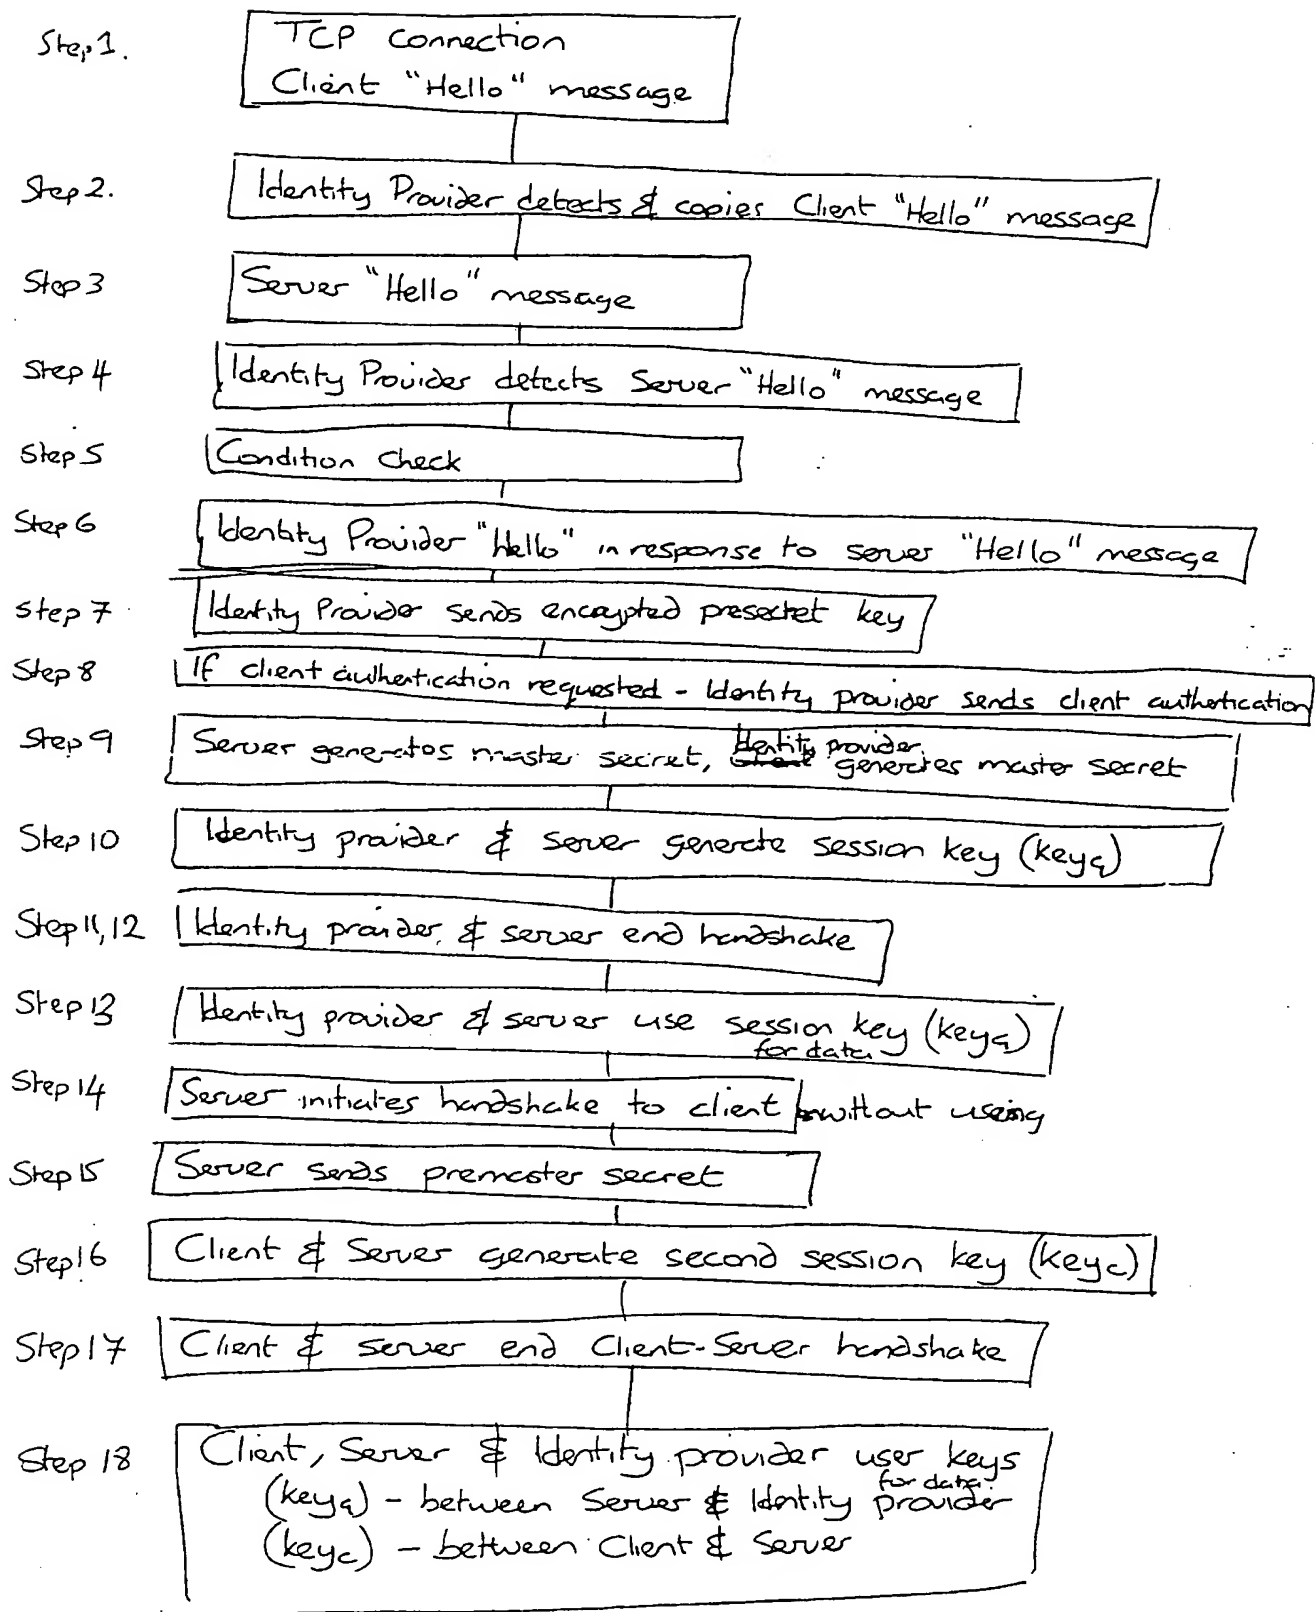 Step 1.
TCP connection
Client "Hello" message
Step 2.
Identity Provider detects & copies Client "Hello" message
Step 3
Server "Hello" message
Step 4
Identity Provider detects Server "Hello" message
Step 5
Condition Check
Step 6
Identity Provider "Hello" in response to server "Hello" message
Step 7
Identity Provider sends encrypted presectet key
Step 8
If client authentication requested - Identity provider sends client authetication
Step 9
Server generates master secret, Identity provider generates master secret
Step 10
Identity provider & server generate session key (keya)
Step 11, 12
Identity provider & server end handshake
Step 13
Identity provider & server use session key (keya)
for data
Step 14
Server initiates handshake to client without using
Step 15
Server sends premaster secret
Step 16
Client & Server generate second session key (keyc)
Step 17
Client & server end Client-Server handshake
Step 18
Client, Server & Identity provider user keys
for data.
(keya) - between Server & Identity provider
(keyc) - between Client & Server